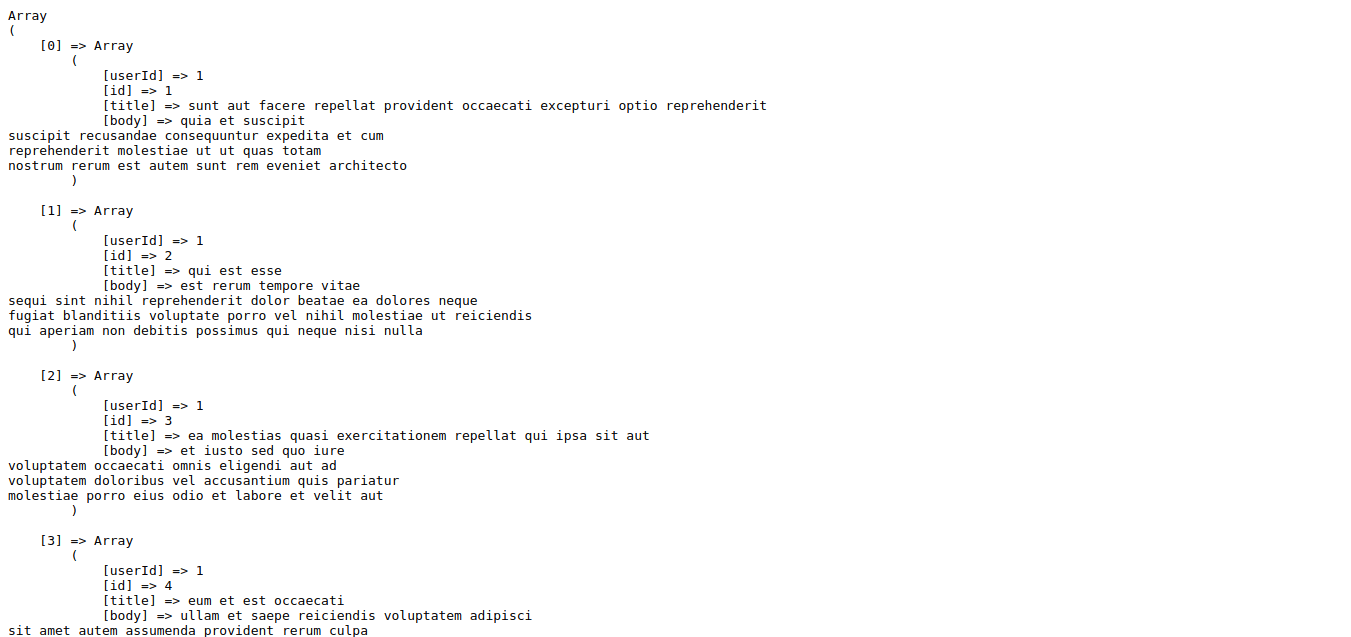 Array
(
    [0] => Array
        (
            [userId] => 1
            [id] => 1
            [title] => sunt aut facere repellat provident occaecati excepturi optio reprehenderit
            [body] => quia et suscipit
suscipit recusandae consequuntur expedita et cum
reprehenderit molestiae ut ut quas totam
nostrum rerum est autem sunt rem eveniet architecto
        )

    [1] => Array
        (
            [userId] => 1
            [id] => 2
            [title] => qui est esse
            [body] => est rerum tempore vitae
sequi sint nihil reprehenderit dolor beatae ea dolores neque
fugiat blanditiis voluptate porro vel nihil molestiae ut reiciendis
qui aperiam non debitis possimus qui neque nisi nulla
        )

    [2] => Array
        (
            [userId] => 1
            [id] => 3
            [title] => ea molestias quasi exercitationem repellat qui ipsa sit aut
            [body] => et iusto sed quo iure
voluptatem occaecati omnis eligendi aut ad
voluptatem doloribus vel accusantium quis pariatur
molestiae porro eius odio et labore et velit aut
        )

    [3] => Array
        (
            [userId] => 1
            [id] => 4
            [title] => eum et est occaecati
            [body] => ullam et saepe reiciendis voluptatem adipisci
sit amet autem assumenda provident rerum culpa